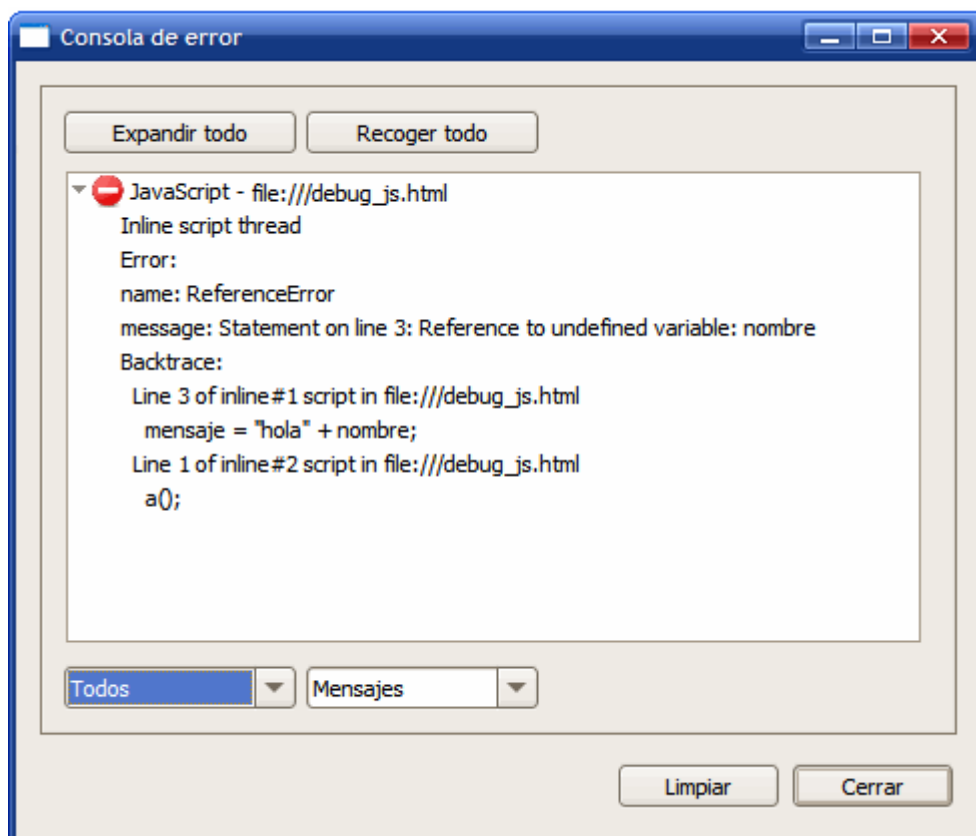 Consola de error
Expandir todo
Recoger todo
JavaScript - file:///debug_js.html
Inline script thread
Error:
name: ReferenceError
message: Statement on line 3: Reference to undefined variable: nombre
Backtrace:
Line 3 of inline#1 script in file:///debug_js.html
mensaje = "hola" + nombre;
Line 1 of inline#2 script in file:///debug_js.html
a();
Todos
Mensajes
Limpiar
Cerrar